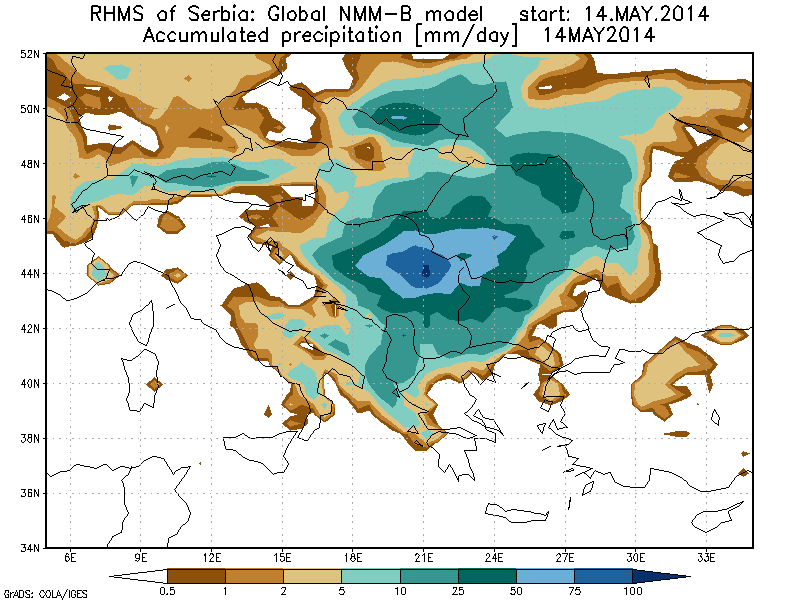 RHMS of Serbia: Global NMM-B model start: 14.MAY.2014
Accumulated precipitation [mm/day] 14MAY2014
52N
50N
48N
46N
44N
42N
40N
38N
36N
34N
6E 9E 12E 15E 18E 21E 24E 27E 30E 33E
0.5 1 2 5 10 25 50 75 100
GrADS: COLA/IGES